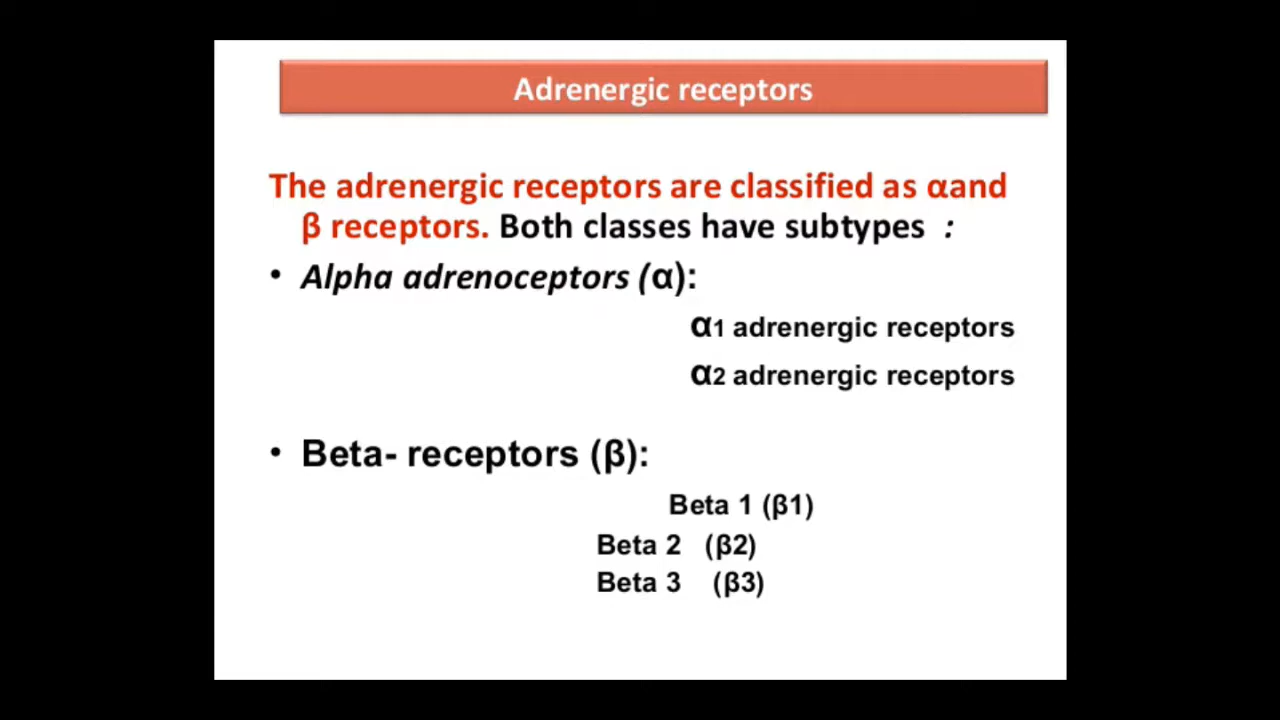 Adrenergic receptors
The adrenergic receptors are classified as αand
β receptors. Both classes have subtypes :
• Alpha adrenoceptors (α):
α1 adrenergic receptors
α2 adrenergic receptors
• Beta- receptors (β):
Beta 1 (β1)
Beta 2 (β2)
Beta 3 (β3)